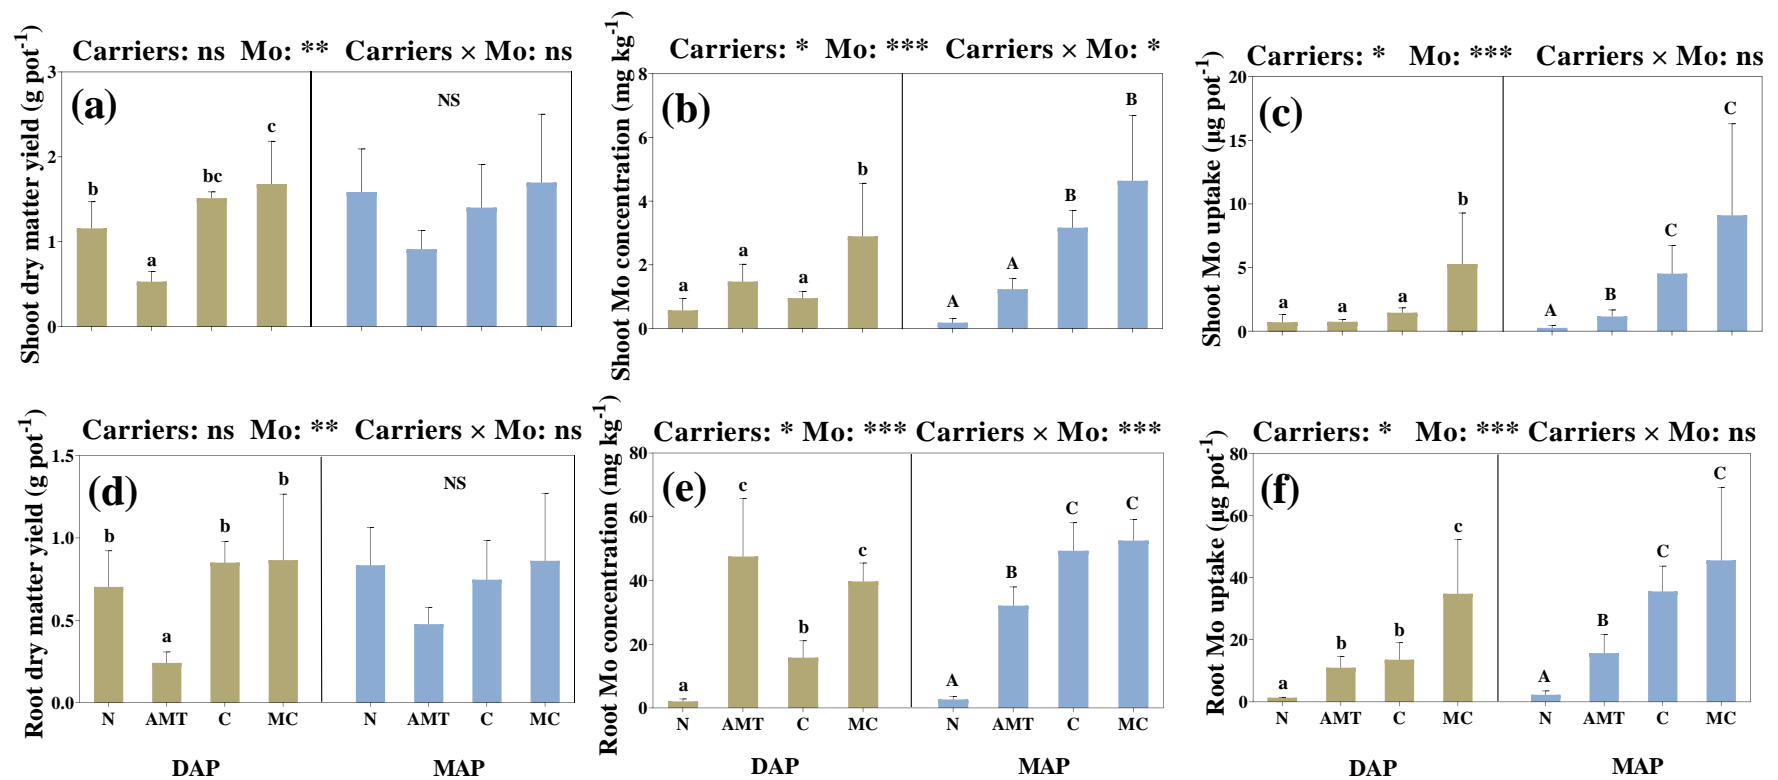 Carriers: ns Mo: ** Carriers × Mo: ns
Shoot dry matter yield (g pot⁻¹)
3
2
1
0
(a)
b
a
bc
c
NS
Carriers: * Mo: *** Carriers × Mo: *
Shoot Mo concentration (mg kg⁻¹)
8
6
4
2
0
(b)
a
a
a
b
A
A
B
B
Carriers: * Mo: *** Carriers × Mo: ns
Shoot Mo uptake (µg pot⁻¹)
20
15
10
5
0
(c)
a
a
a
b
A
B
C
C
Carriers: ns Mo: ** Carriers × Mo: ns
Root dry matter yield (g pot⁻¹)
1.5
1.0
0.5
0.0
(d)
b
a
b
b
NS
N AMT C MC N AMT C MC
DAP MAP
Carriers: * Mo: *** Carriers × Mo: ***
Root Mo concentration (mg kg⁻¹)
80
60
40
20
0
(e)
a
c
b
c
A
B
C
C
N AMT C MC N AMT C MC
DAP MAP
Carriers: * Mo: *** Carriers × Mo: ns
Root Mo uptake (µg pot⁻¹)
80
60
40
20
0
(f)
a
b
b
c
A
B
C
C
N AMT C MC N AMT C MC
DAP MAP